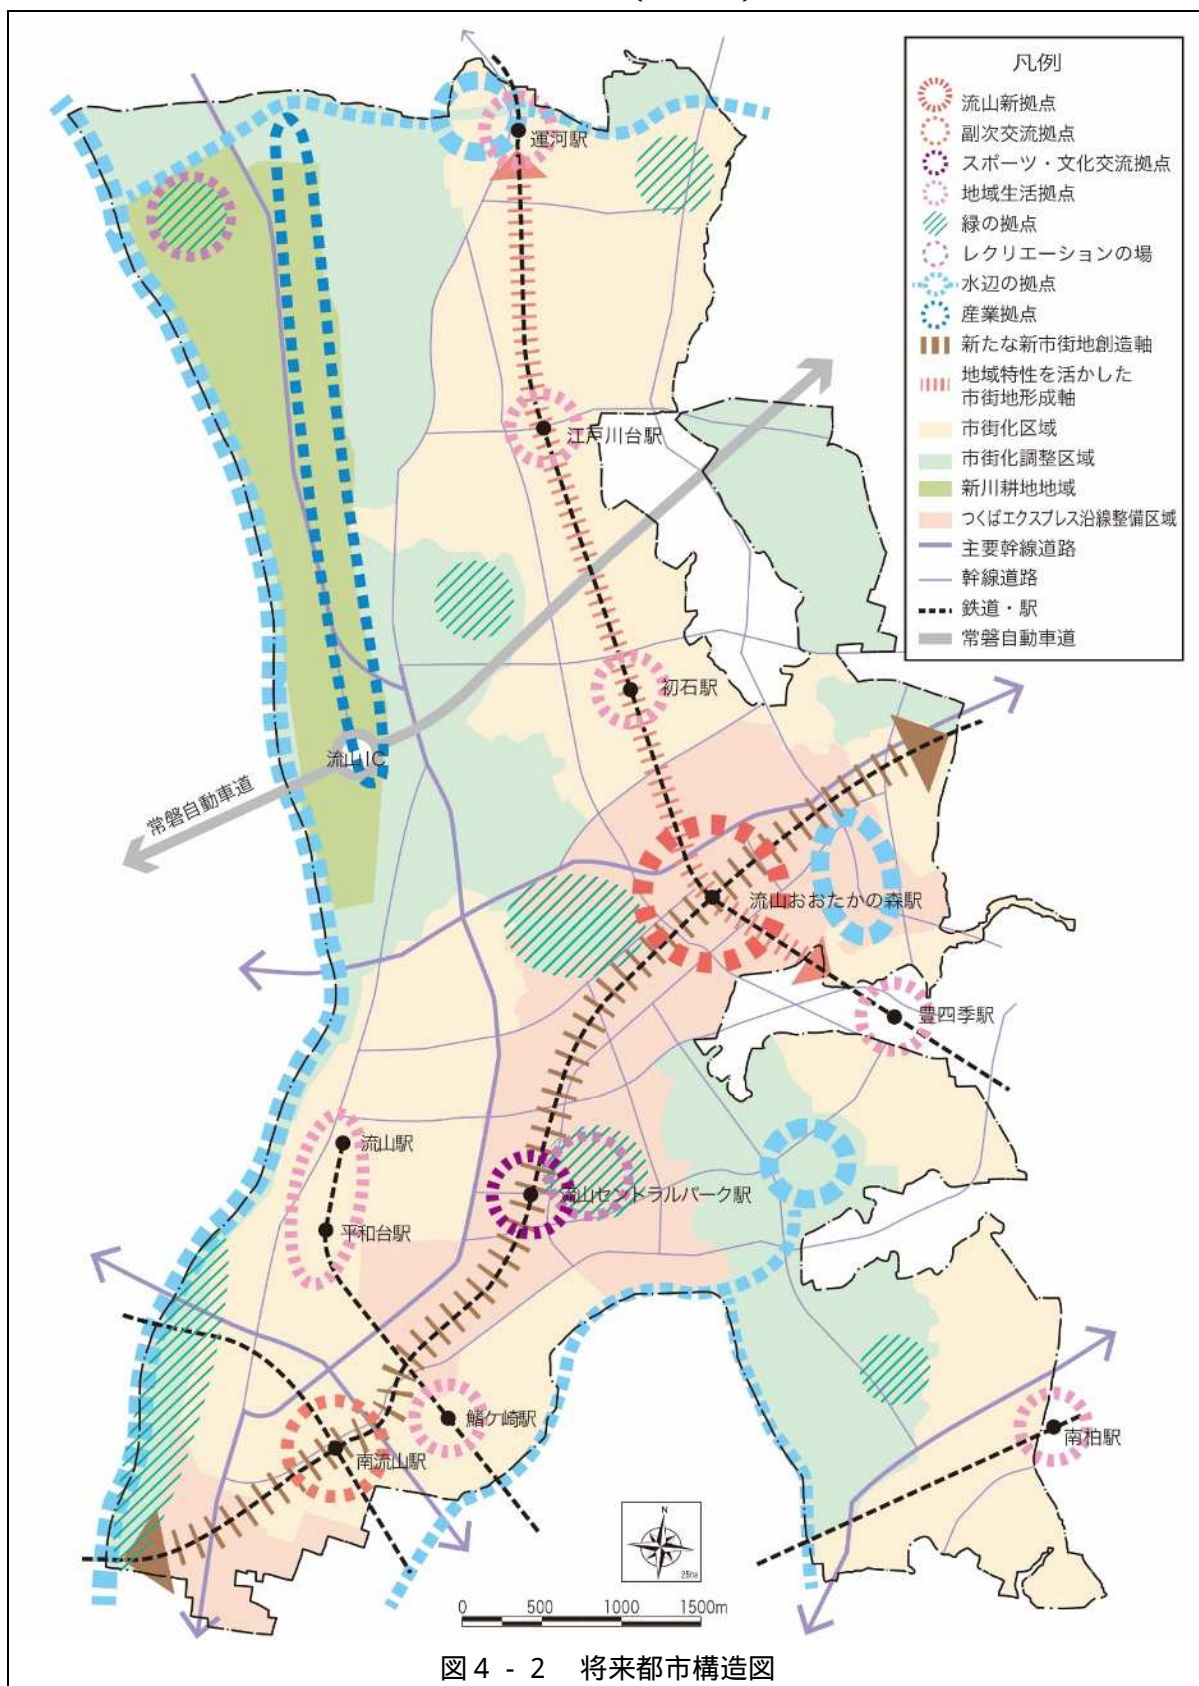 凡例
流山新拠点
副次交流拠点
スポーツ・文化交流拠点
地域生活拠点
緑の拠点
レクリエーションの場
水辺の拠点
産業拠点
新たな新市街地創造軸
地域特性を活かした
市街地形成軸
市街化区域
市街化調整区域
新川耕地地域
つくばエクスプレス沿線整備区域
主要幹線道路
幹線道路
鉄道・駅
常磐自動車道
運河駅
江戸川台駅
初石駅
流山IC
常磐自動車道
流山おおたかの森駅
豊四季駅
流山駅
流山セントラルパーク駅
平和台駅
鰭ケ崎駅
南柏駅
南流山駅
N
25ha
0 500 1000 1500m
図4-2 将来都市構造図